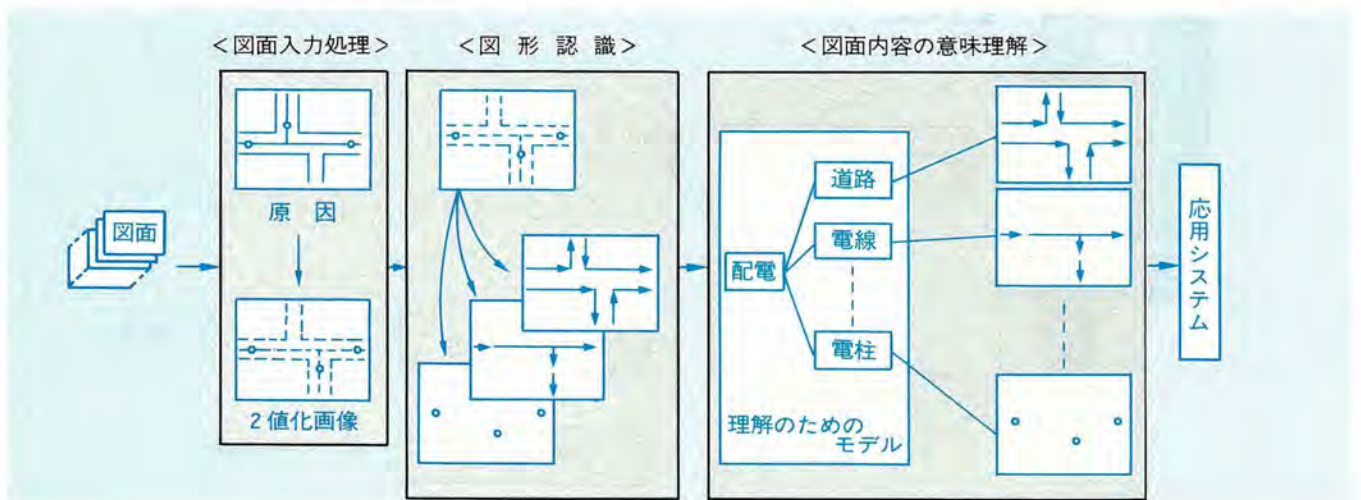 <図面入力処理>
<図 形 認 識>
<図面内容の意味理解>
図面
原 因
2値化画像
配電
道路
電線
電柱
理解のための
モデル
応用システム